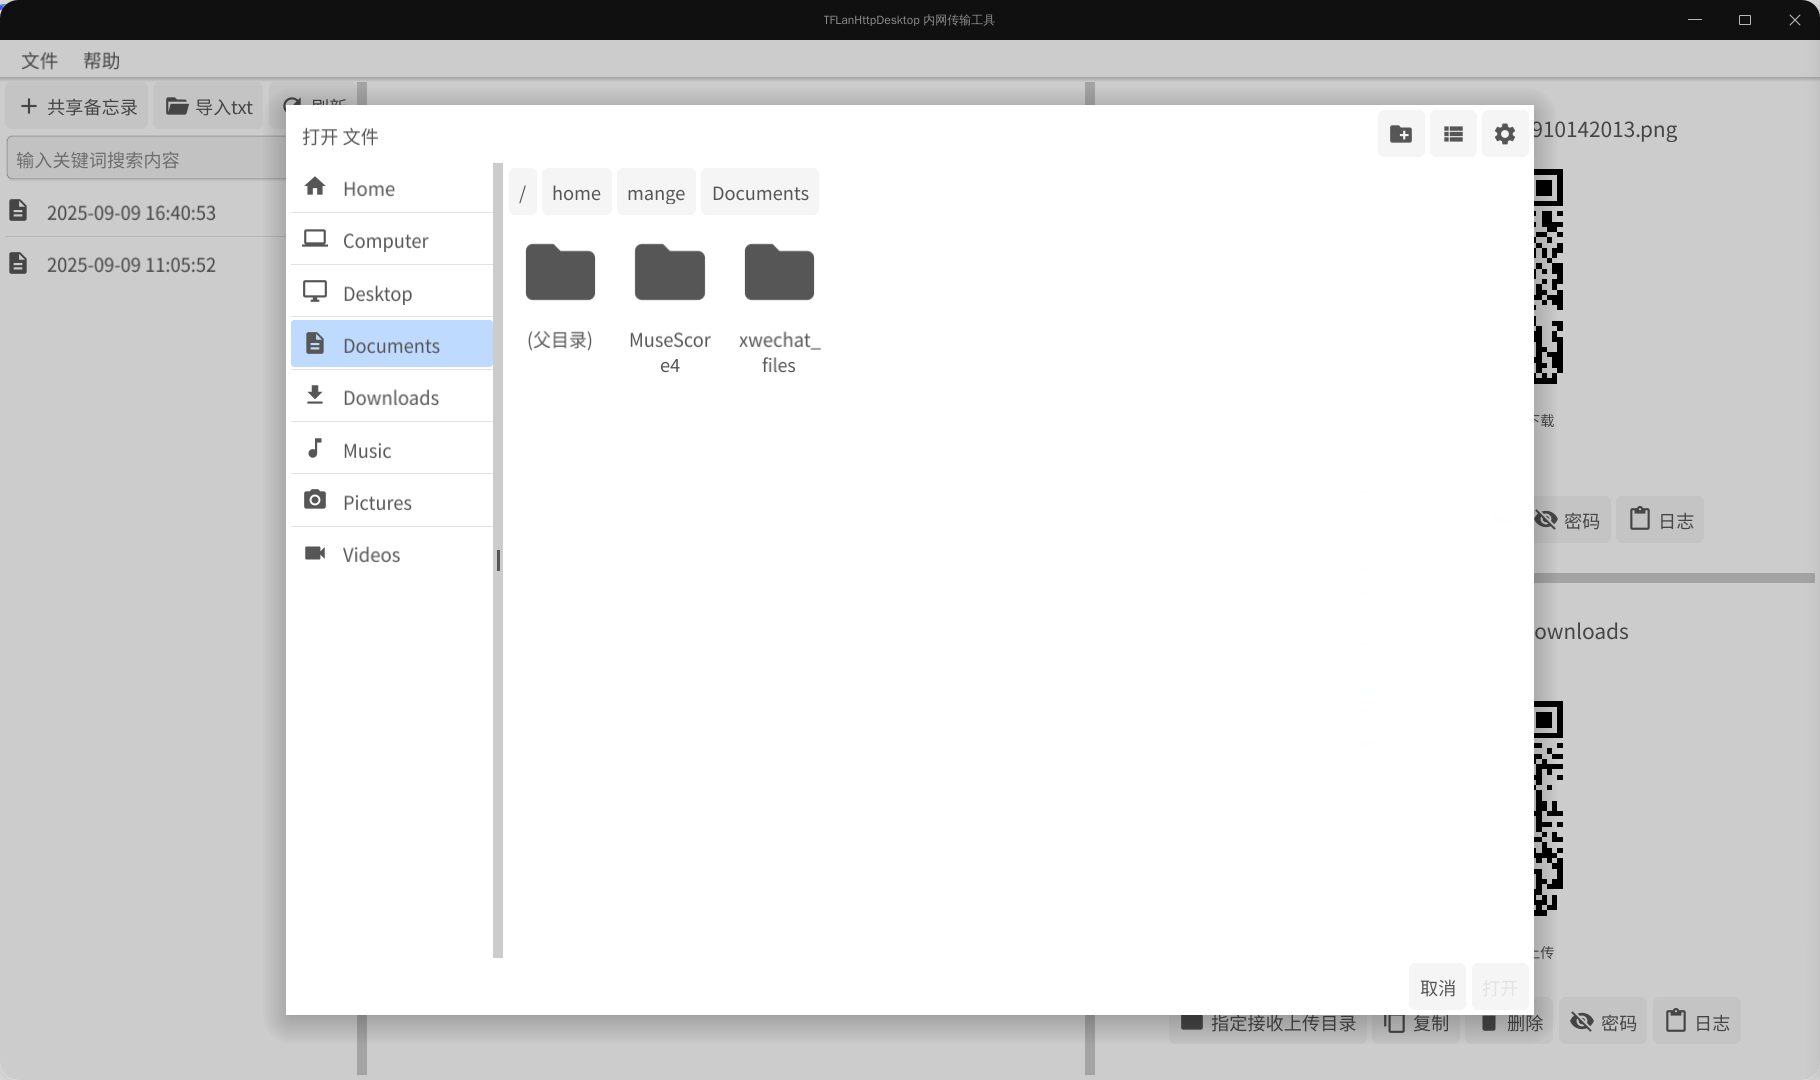 TFLanHttpDesktop 内网传输工具
文件 帮助
共享备忘录 导入txt 刷新
输入关键词搜索内容
2025-09-09 16:40:53
2025-09-09 11:05:52
打开 文件
Home
Computer
Desktop
Documents
Downloads
Music
Pictures
Videos
/ home mange Documents
(父目录)
MuseScor
e4
xwechat_
files
取消 打开
910142013.png
下载
密码 日志
ownloads
上传
指定接收上传目录 复制 删除 密码 日志